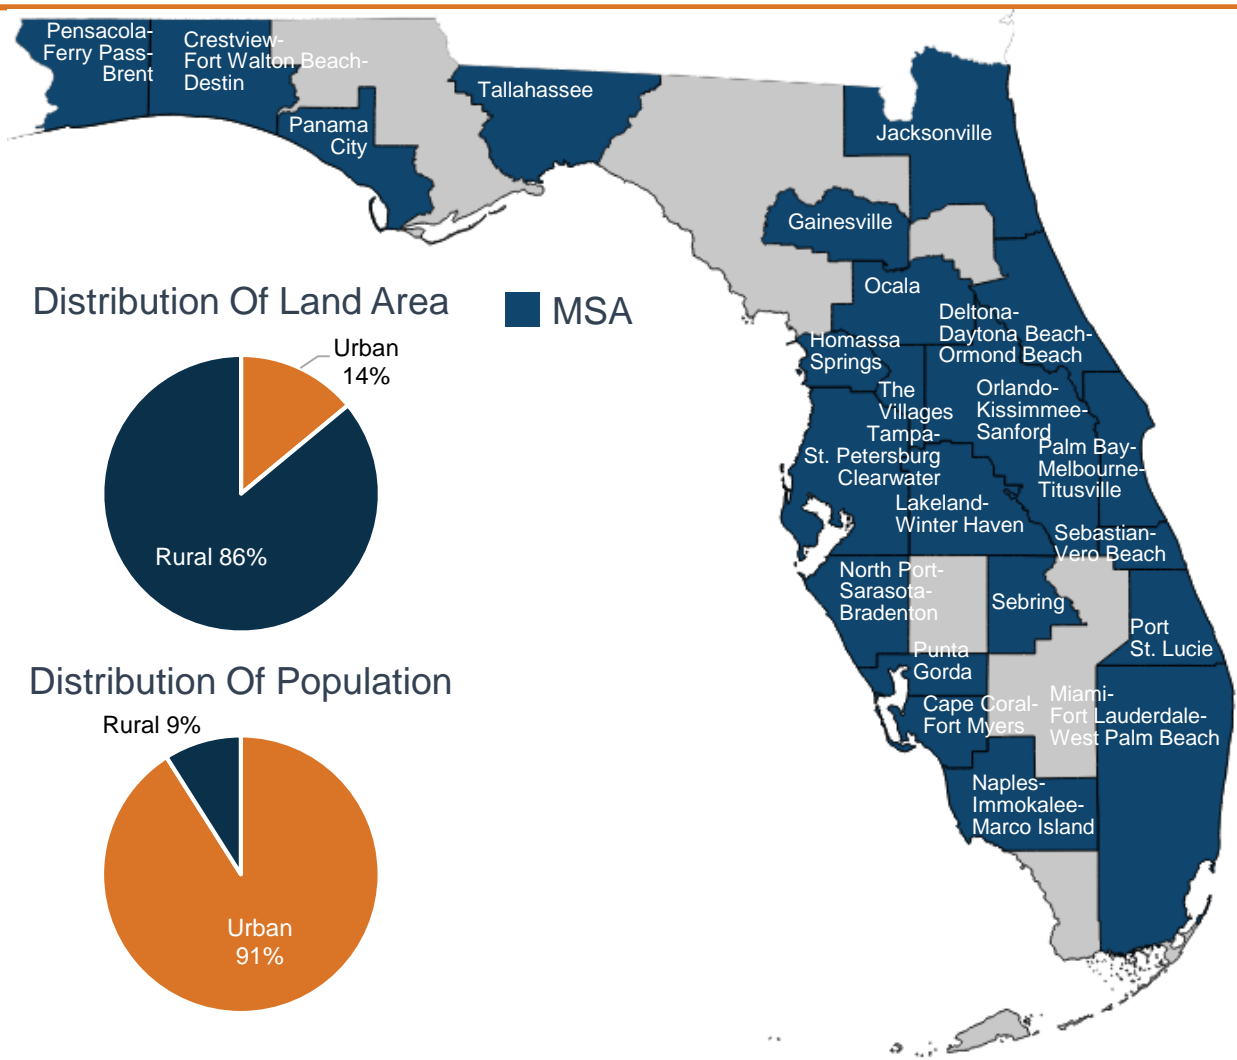 Pensacola-
Ferry Pass-
Brent
Crestview-
Fort Walton Beach-
Destin
Panama
City
Tallahassee
Jacksonville
Gainesville
Ocala
Deltona-
Daytona Beach-
Ormond Beach
Homassa
Springs
The
Villages
Orlando-
Kissimmee-
Sanford
Tampa-
St. Petersburg
Clearwater
Palm Bay-
Melbourne-
Titusville
Lakeland-
Winter Haven
Sebastian-
Vero Beach
North Port-
Sarasota-
Bradenton
Sebring
Port
St. Lucie
Punta
Gorda
Cape Coral-
Fort Myers
Miami-
Fort Lauderdale-
West Palm Beach
Naples-
Immokalee-
Marco Island
MSA
Distribution Of Land Area
Urban
14%
Rural 86%
Distribution Of Population
Rural 9%
Urban
91%